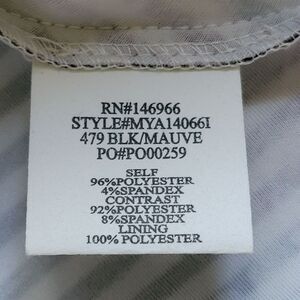 RN#146966
STYLE#MYA14066I
479 BLK/MAUVE
PO#PO00259
SELF
96%POLYESTER
4%SPANDEX
CONTRAST
92%POLYESTER
8%SPANDEX
LINING
100%POLYESTER